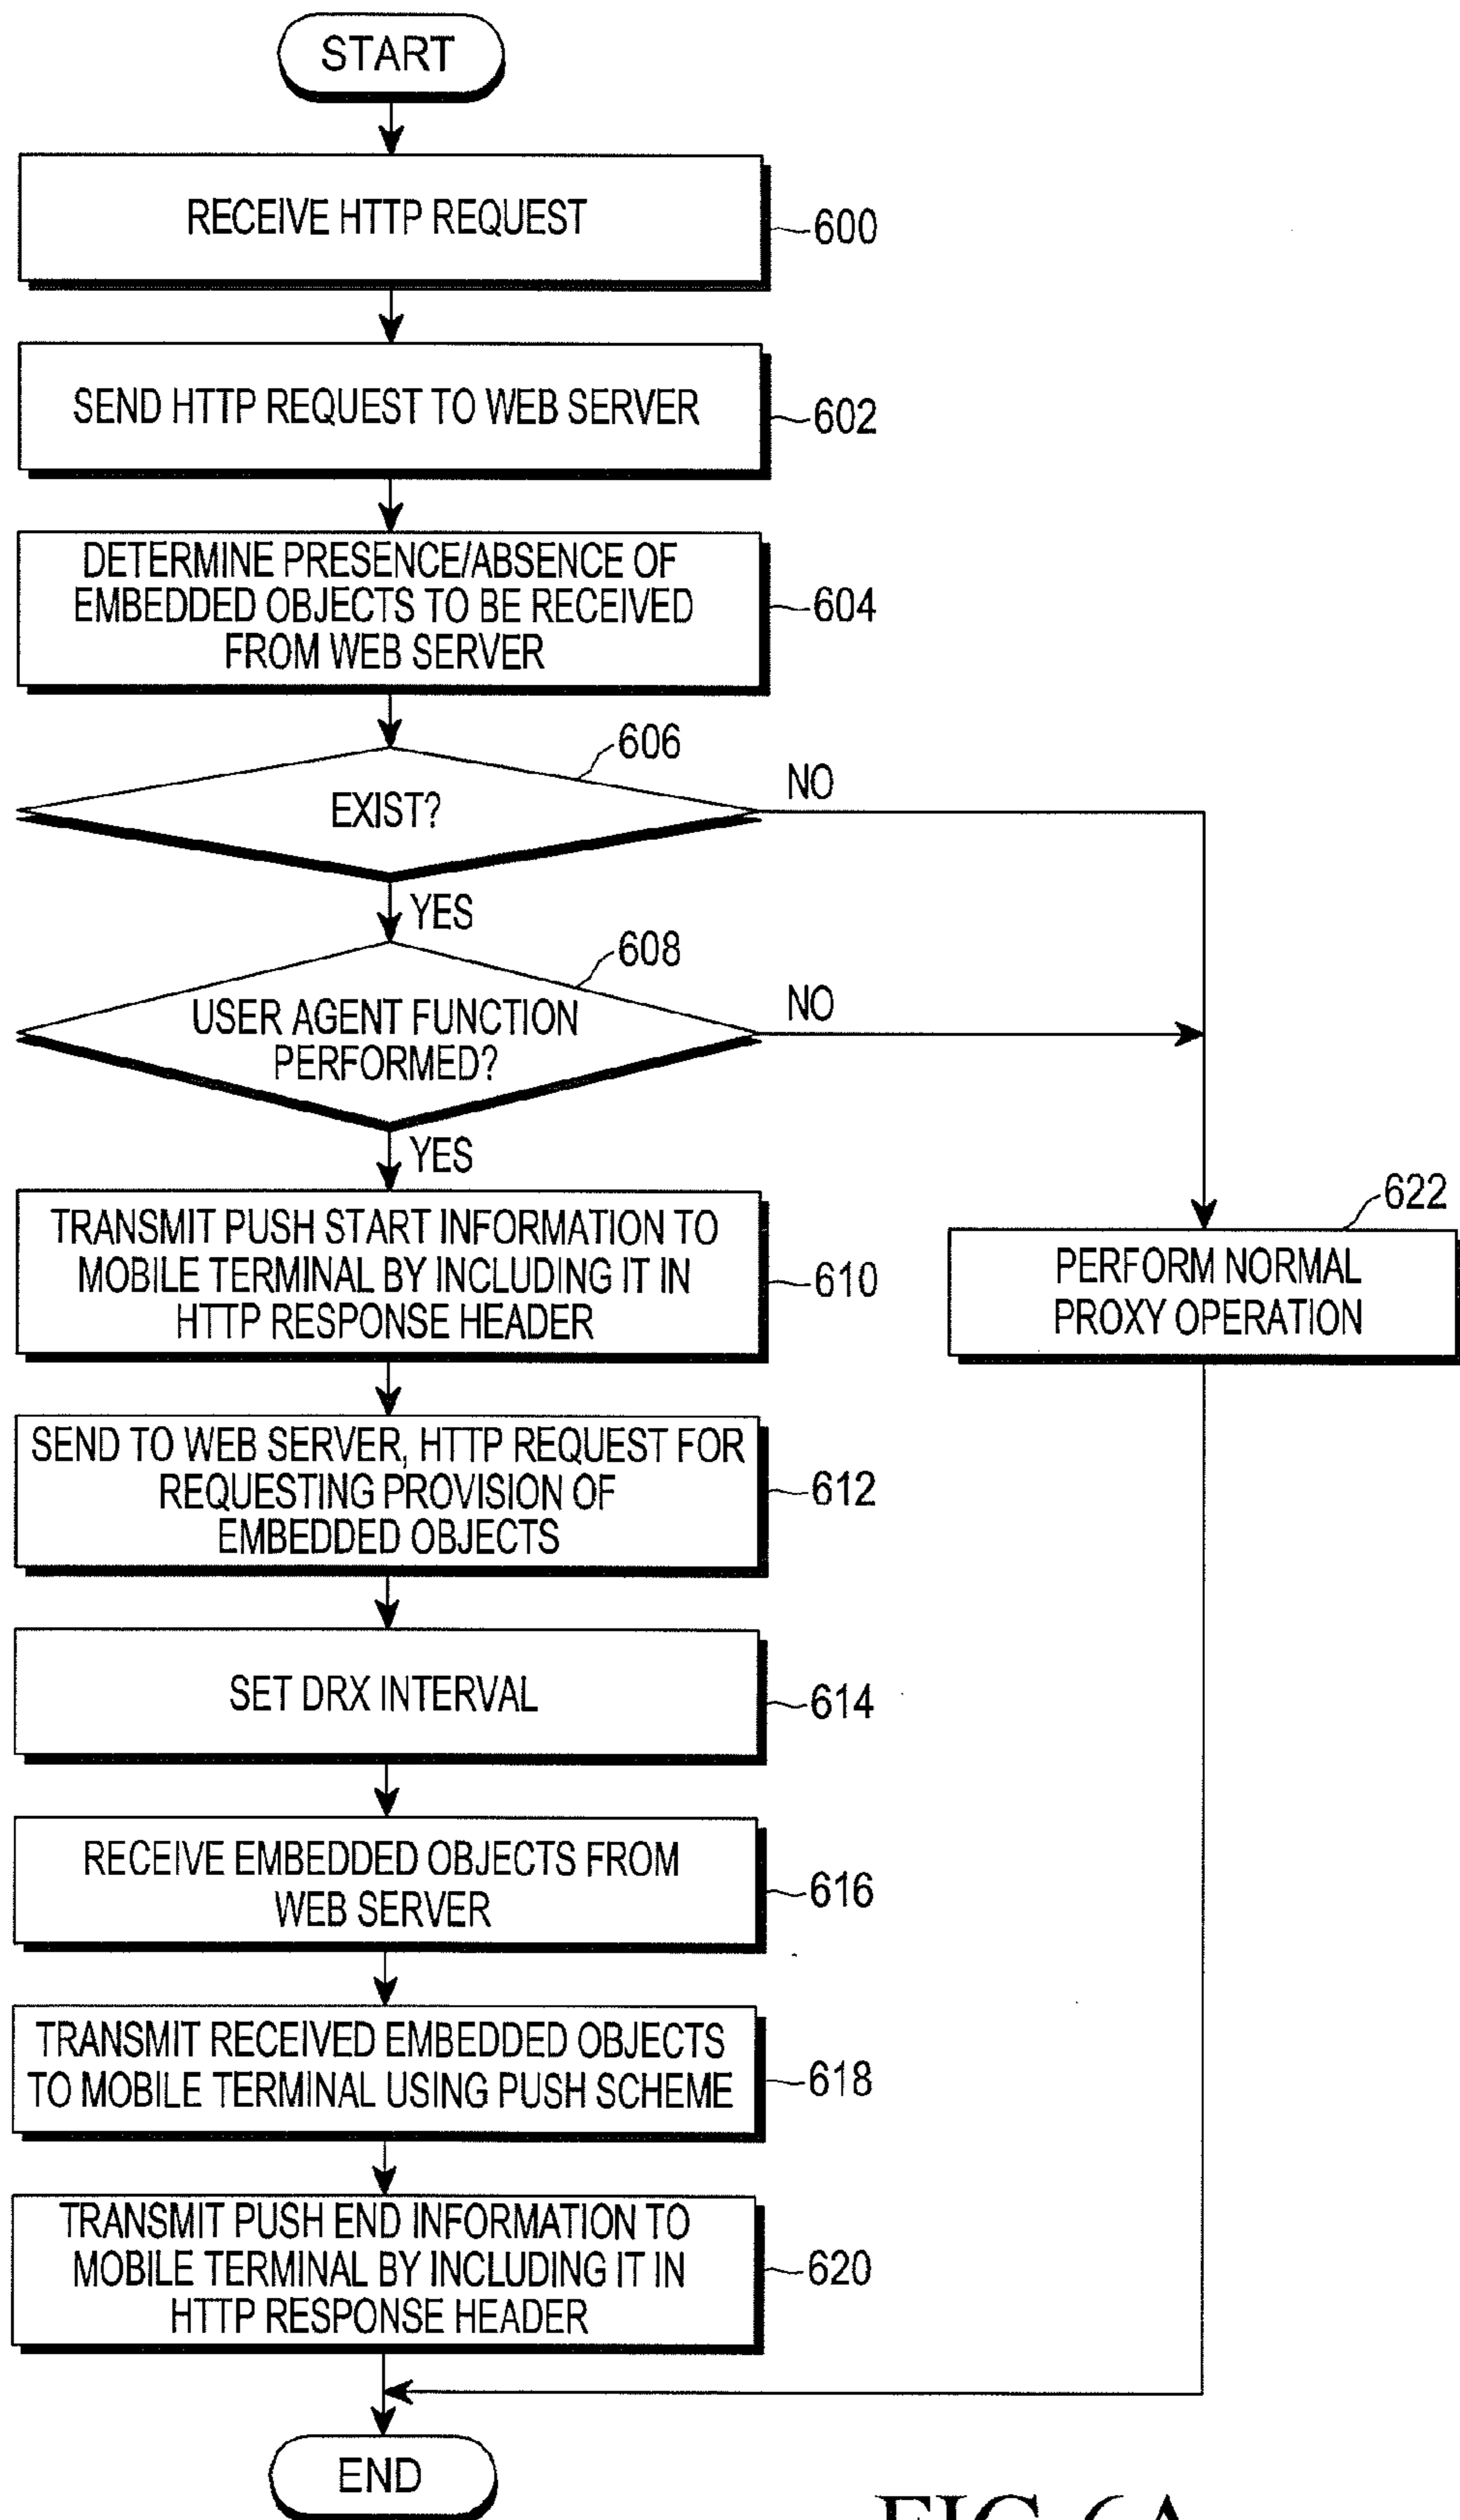 START
RECEIVE HTTP REQUEST
600
SEND HTTP REQUEST TO WEB SERVER
602
DETERMINE PRESENCE/ABSENCE OF
EMBEDDED OBJECTS TO BE RECEIVED
FROM WEB SERVER
604
606
EXIST?
NO
YES
608
USER AGENT FUNCTION
PERFORMED?
NO
YES
TRANSMIT PUSH START INFORMATION TO
MOBILE TERMINAL BY INCLUDING IT IN
HTTP RESPONSE HEADER
610
622
PERFORM NORMAL
PROXY OPERATION
SEND TO WEB SERVER, HTTP REQUEST FOR
REQUESTING PROVISION OF
EMBEDDED OBJECTS
612
SET DRX INTERVAL
614
RECEIVE EMBEDDED OBJECTS FROM
WEB SERVER
616
TRANSMIT RECEIVED EMBEDDED OBJECTS
TO MOBILE TERMINAL USING PUSH SCHEME
618
TRANSMIT PUSH END INFORMATION TO
MOBILE TERMINAL BY INCLUDING IT IN
HTTP RESPONSE HEADER
620
END
FIG.6A